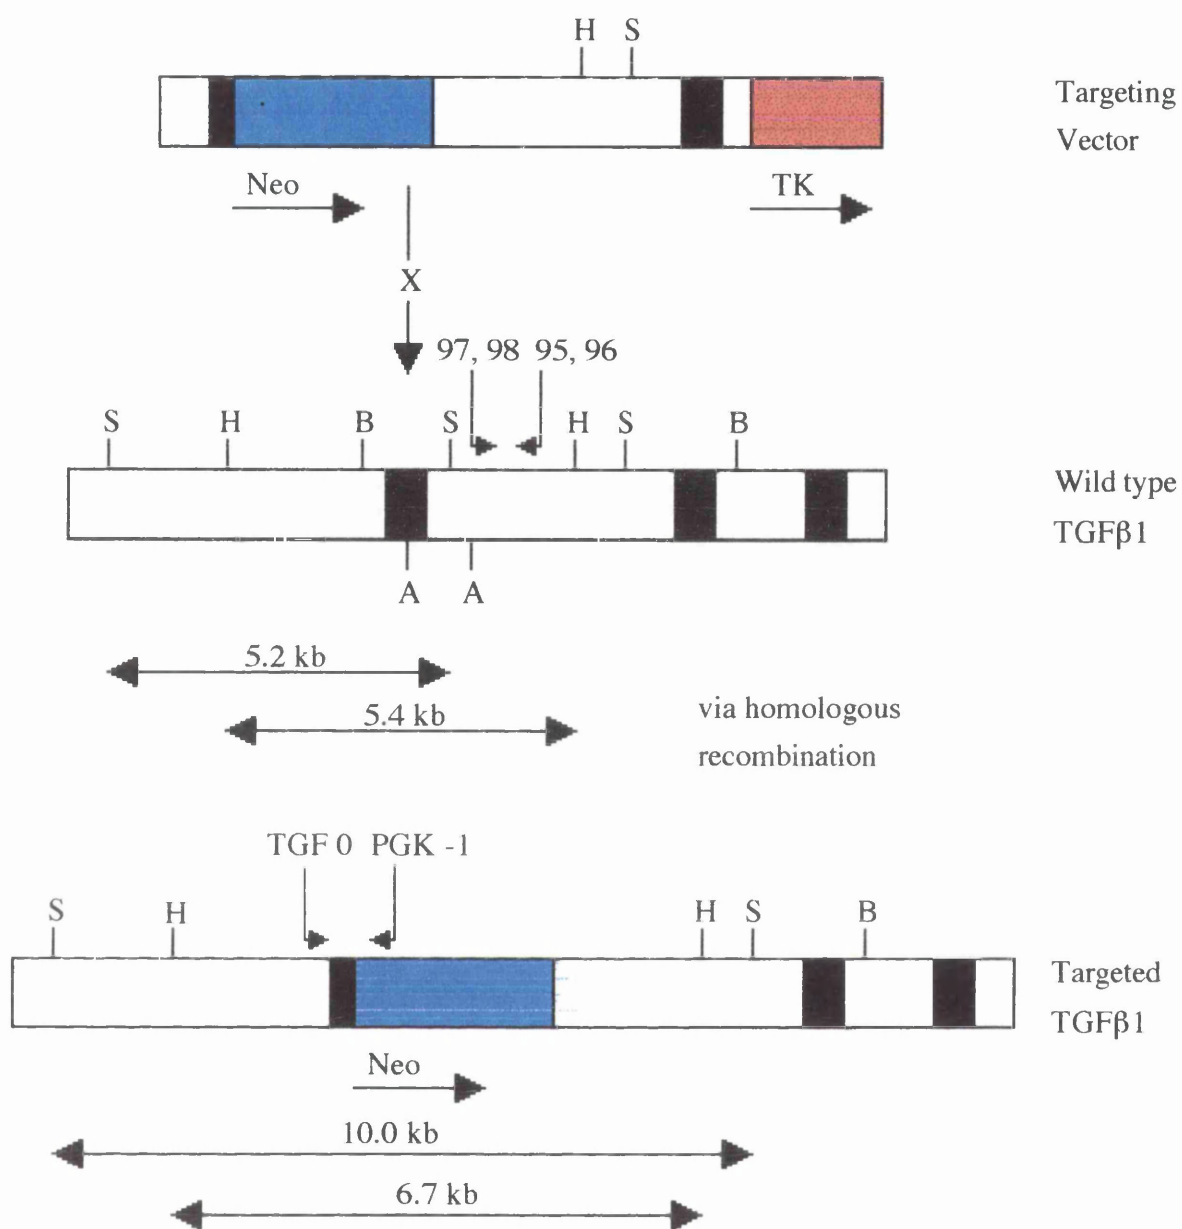 H S
Targeting
Vector
Neo
TK
X
97, 98 95, 96
S H B S H S B
Wild type
TGFβ1
A A
5.2 kb
5.4 kb
via homologous
recombination
TGF 0 PGK -1
S H H S B
Targeted
TGFβ1
Neo
10.0 kb
6.7 kb